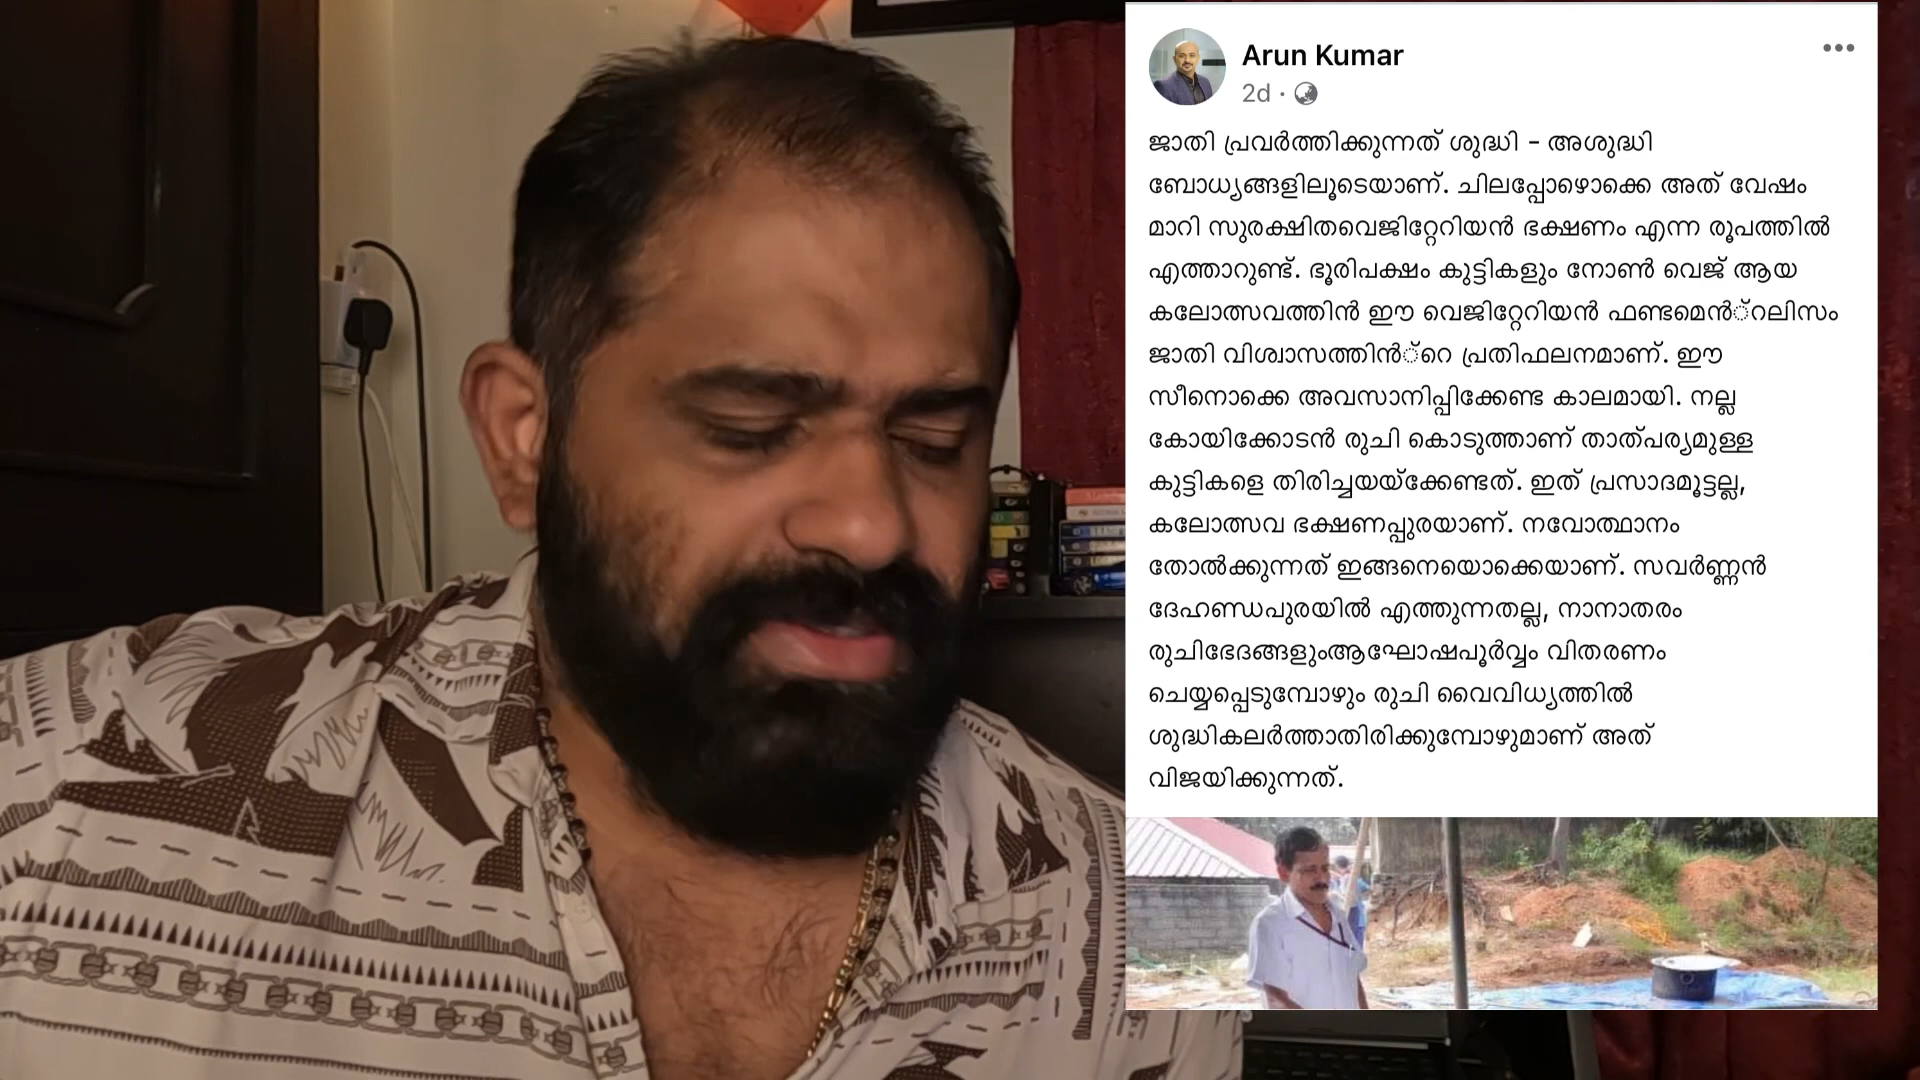 Arun Kumar
2d ·
ജാതി പ്രവർത്തിക്കുന്നത് ശുദ്ധി - അശുദ്ധി
ബോധ്യങ്ങളിലൂടെയാണ്. ചിലപ്പോഴൊക്കെ അത് വേഷം
മാറി സുരക്ഷിതവെജിറ്റേറിയൻ ഭക്ഷണം എന്ന രൂപത്തിൽ
എത്താറുണ്ട്. ഭൂരിപക്ഷം കുട്ടികളും നോൺ വെജ് ആയ
കലോത്സവത്തിൻ ഈ വെജിറ്റേറിയൻ ഫണ്ടമെൻ്റലിസം
ജാതി വിശ്വാസത്തിൻ്റെ പ്രതിഫലനമാണ്. ഈ
സീനൊക്കെ അവസാനിപ്പിക്കേണ്ട കാലമായി. നല്ല
കോയിക്കോടൻ രുചി കൊടുത്താണ് താത്പര്യമുള്ള
കുട്ടികളെ തിരിച്ചയയ്ക്കേണ്ടത്. ഇത് പ്രസാദമൂട്ടല്ല,
കലോത്സവ ഭക്ഷണപ്പുരയാണ്. നവോത്ഥാനം
തോൽക്കുന്നത് ഇങ്ങനെയൊക്കെയാണ്. സവർണ്ണൻ
ദേഹണ്ഡപുരയിൽ എത്തുന്നതല്ല, നാനാതരം
രുചിഭേദങ്ങളുംആഘോഷപൂർവ്വം വിതരണം
ചെയ്യപ്പെടുമ്പോഴും രുചി വൈവിധ്യത്തിൽ
ശുദ്ധികലർത്താതിരിക്കുമ്പോഴുമാണ് അത്
വിജയിക്കുന്നത്.